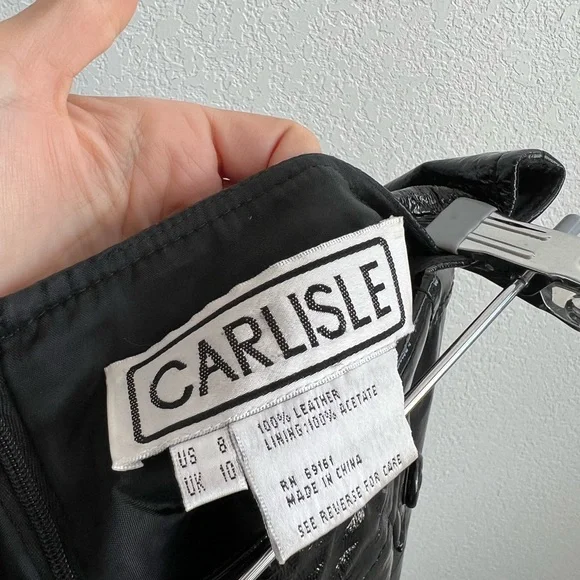 CARLISLE
US 8
UK 10
100% LEATHER
LINING:100% ACETATE
RN 69161
MADE IN CHINA
SEE REVERSE FOR CARE